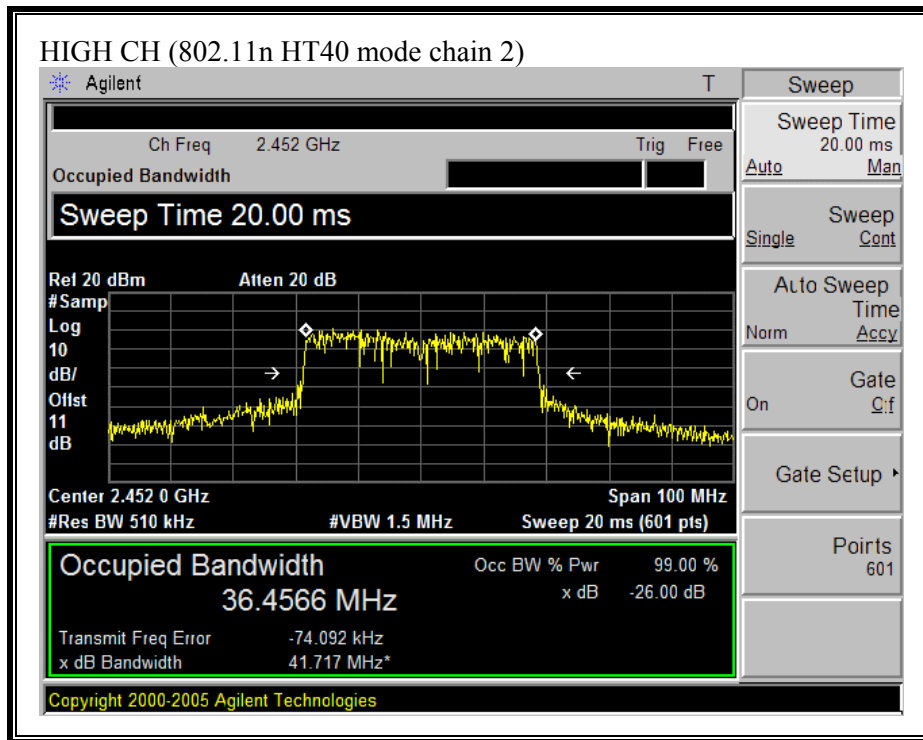 HIGH CH (802.11n HT40 mode chain 2)
Agilent T
Ch Freq 2.452 GHz Trig Free
Occupied Bandwidth
Sweep Time 20.00 ms
Ref 20 dBm Atten 20 dB
#Samp
Log
10
dB/
Offst
11
dB
Center 2.452 0 GHz Span 100 MHz
#Res BW 510 kHz #VBW 1.5 MHz Sweep 20 ms (601 pts)
Occupied Bandwidth
36.4566 MHz
Occ BW % Pwr 99.00 %
x dB -26.00 dB
Transmit Freq Error -74.092 kHz
x dB Bandwidth 41.717 MHz*
Copyright 2000-2005 Agilent Technologies
Sweep
Sweep Time
20.00 ms
Auto Man
Sweep
Single Cont
Auto Sweep
Time
Norm Accy
Gate
On Off
Gate Setup
Points
601